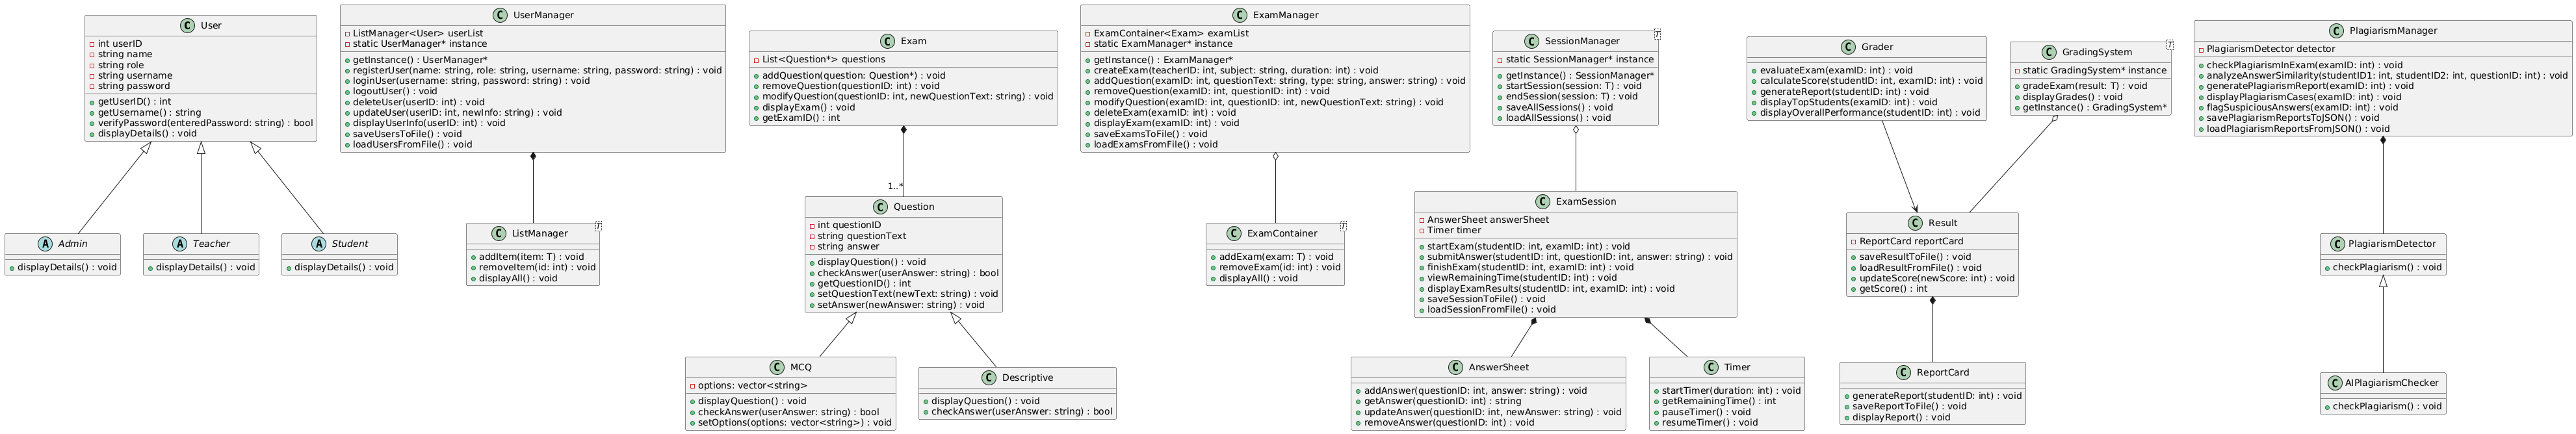 C User
int userID
string name
string role
string username
string password
getUserID() : int
getUsername() : string
verifyPassword(enteredPassword: string) : bool
displayDetails() : void
A Admin
displayDetails() : void
A Teacher
displayDetails() : void
A Student
displayDetails() : void
C UserManager
ListManager<User> userList
static UserManager* instance
getInstance() : UserManager*
registerUser(name: string, role: string, username: string, password: string) : void
loginUser(username: string, password: string) : void
logoutUser() : void
deleteUser(userID: int) : void
updateUser(userID: int, newInfo: string) : void
displayUserInfo(userID: int) : void
saveUsersToFile() : void
loadUsersFromFile() : void
C ListManager T
addItem(item: T) : void
removeItem(id: int) : void
displayAll() : void
C Exam
List<Question*> questions
addQuestion(question: Question*) : void
removeQuestion(questionID: int) : void
modifyQuestion(questionID: int, newQuestionText: string) : void
displayExam() : void
getExamID() : int
1..*
C Question
int questionID
string questionText
string answer
displayQuestion() : void
checkAnswer(userAnswer: string) : bool
getQuestionID() : int
setQuestionText(newText: string) : void
setAnswer(newAnswer: string) : void
C MCQ
options: vector<string>
displayQuestion() : void
checkAnswer(userAnswer: string) : bool
setOptions(options: vector<string>) : void
C Descriptive
displayQuestion() : void
checkAnswer(userAnswer: string) : bool
C ExamManager
ExamContainer<Exam> examList
static ExamManager* instance
getInstance() : ExamManager*
createExam(teacherID: int, subject: string, duration: int) : void
addQuestion(examID: int, questionText: string, type: string, answer: string) : void
removeQuestion(examID: int, questionID: int) : void
modifyQuestion(examID: int, questionID: int, newQuestionText: string) : void
deleteExam(examID: int) : void
displayExam(examID: int) : void
saveExamsToFile() : void
loadExamsFromFile() : void
C ExamContainer T
addExam(exam: T) : void
removeExam(id: int) : void
displayAll() : void
C SessionManager T
static SessionManager* instance
getInstance() : SessionManager*
startSession(session: T) : void
endSession(session: T) : void
saveAllSessions() : void
loadAllSessions() : void
C ExamSession
AnswerSheet answerSheet
Timer timer
startExam(studentID: int, examID: int) : void
submitAnswer(studentID: int, questionID: int, answer: string) : void
finishExam(studentID: int, examID: int) : void
viewRemainingTime(studentID: int) : void
displayExamResults(studentID: int, examID: int) : void
saveSessionToFile() : void
loadSessionFromFile() : void
C AnswerSheet
addAnswer(questionID: int, answer: string) : void
getAnswer(questionID: int) : string
updateAnswer(questionID: int, newAnswer: string) : void
removeAnswer(questionID: int) : void
C Timer
startTimer(duration: int) : void
getRemainingTime() : int
pauseTimer() : void
resumeTimer() : void
C Grader
evaluateExam(examID: int) : void
calculateScore(studentID: int, examID: int) : void
generateReport(studentID: int) : void
displayTopStudents(examID: int) : void
displayOverallPerformance(studentID: int) : void
C GradingSystem T
static GradingSystem* instance
gradeExam(result: T) : void
displayGrades() : void
getInstance() : GradingSystem*
C Result
ReportCard reportCard
saveResultToFile() : void
loadResultFromFile() : void
updateScore(newScore: int) : void
getScore() : int
C ReportCard
generateReport(studentID: int) : void
saveReportToFile() : void
displayReport() : void
C PlagiarismManager
PlagiarismDetector detector
checkPlagiarismInExam(examID: int) : void
analyzeAnswerSimilarity(studentID1: int, studentID2: int, questionID: int) : void
generatePlagiarismReport(examID: int) : void
displayPlagiarismCases(examID: int) : void
flagSuspiciousAnswers(examID: int) : void
savePlagiarismReportsToJSON() : void
loadPlagiarismReportsFromJSON() : void
C PlagiarismDetector
checkPlagiarism() : void
C AIPlagiarismChecker
checkPlagiarism() : void